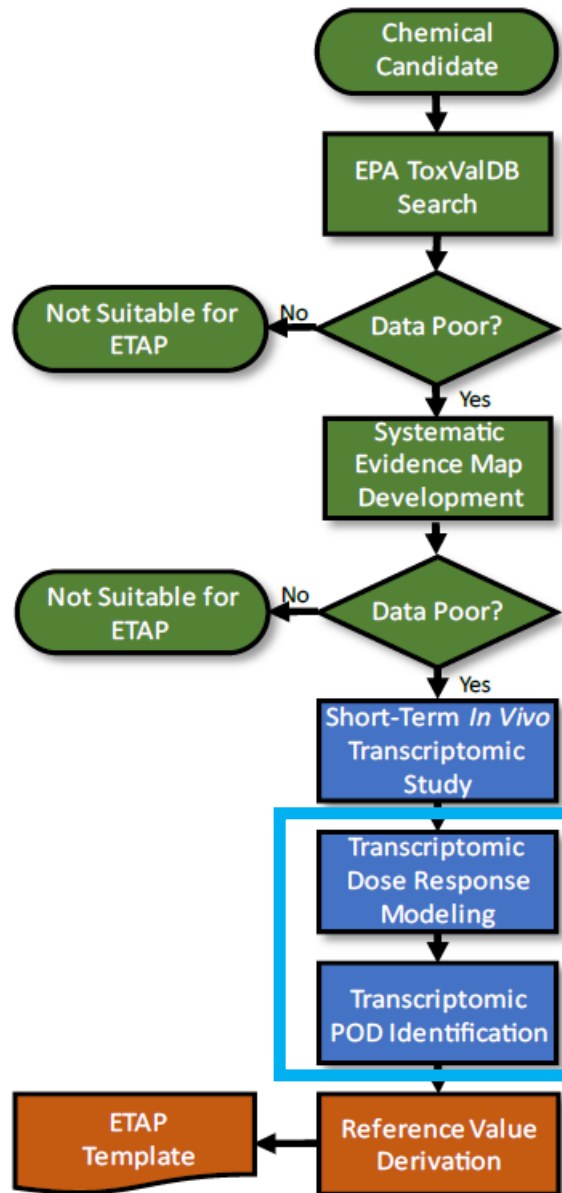 Chemical
Candidate
EPA ToxValDB
Search
Not Suitable for
ETAP
No
Data Poor?
Yes
Systematic
Evidence Map
Development
Not Suitable for
ETAP
No
Data Poor?
Yes
Short-Term In Vivo
Transcriptomic
Study
Transcriptomic
Dose Response
Modeling
Transcriptomic
POD Identification
ETAP
Template
Reference Value
Derivation